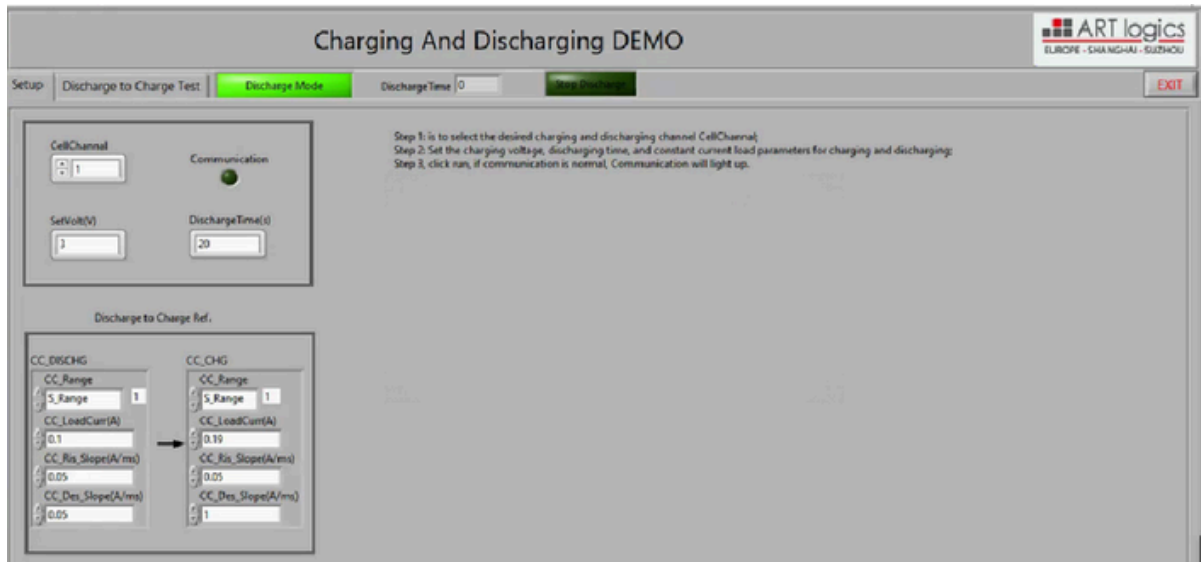 Charging And Discharging DEMO
ART logics
EUROPE - SHANGHAI - SUZHOU
Setup
Discharge to Charge Test
Discharge Mode
DischargeTime 0
Stop Discharge
EXIT
CellChannal
1
Communication
SetVolt(V)
3
DischargeTime(s)
20
Step 1: is to select the desired charging and discharging channel CellChannal;
Step 2: Set the charging voltage, discharging time, and constant current load parameters for charging and discharging;
Step 3, click run, if communication is normal, Communication will light up.
Discharge to Charge Ref.
CC_DISCHG
CC_Range
S_Range 1
CC_LoadCurr(A)
0.1
CC_Ris_Slope(A/ms)
0.05
CC_Des_Slope(A/ms)
0.05
CC_CHG
CC_Range
S_Range 1
CC_LoadCurr(A)
0.19
CC_Ris_Slope(A/ms)
0.05
CC_Des_Slope(A/ms)
1